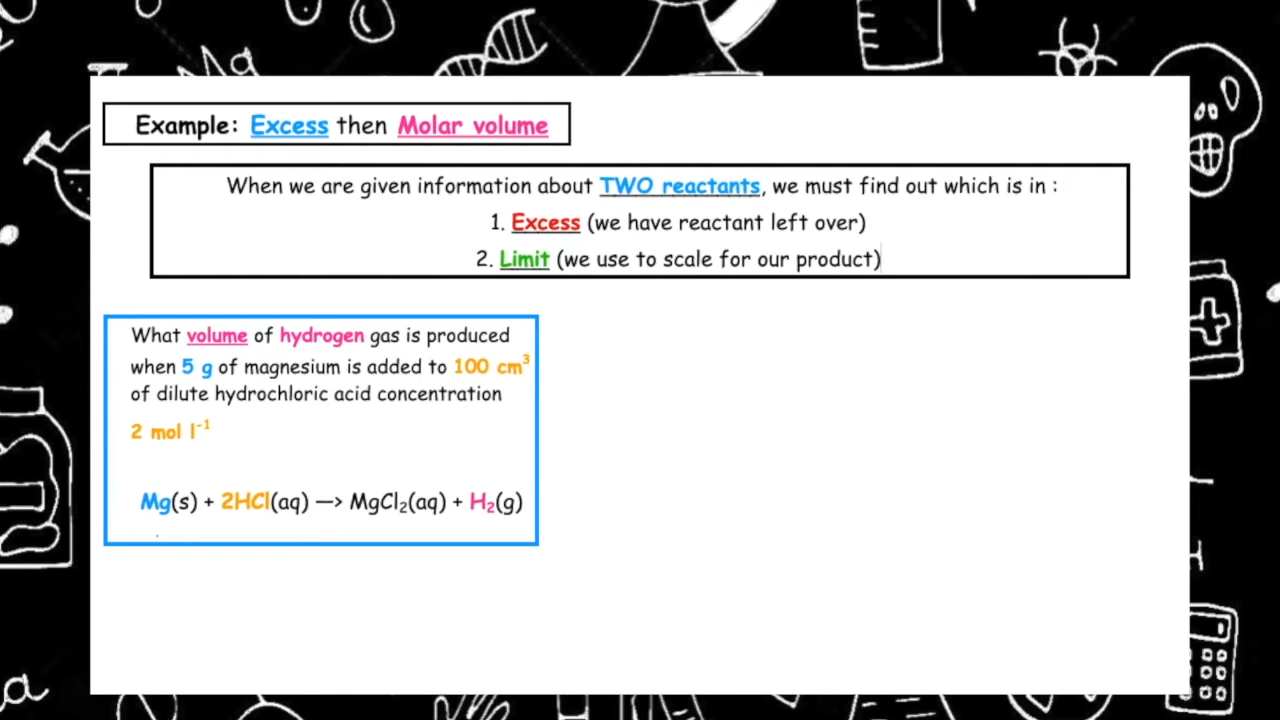 Mg
Example: Excess then Molar volume
When we are given information about TWO reactants, we must find out which is in :
1. Excess (we have reactant left over)
2. Limit (we use to scale for our product)
What volume of hydrogen gas is produced
when 5 g of magnesium is added to 100 cm³
of dilute hydrochloric acid concentration
2 mol l⁻¹
Mg(s) + 2HCl(aq) —> MgCl₂(aq) + H₂(g)